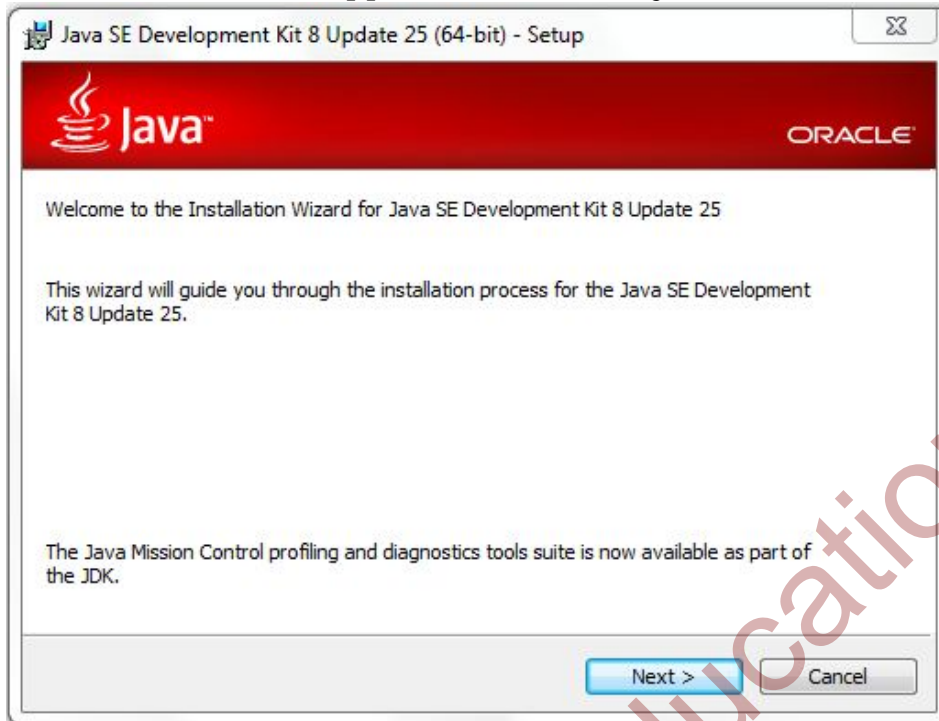 Java SE Development Kit 8 Update 25 (64-bit) - Setup
Java™
ORACLE®
Welcome to the Installation Wizard for Java SE Development Kit 8 Update 25
This wizard will guide you through the installation process for the Java SE Development
Kit 8 Update 25.
The Java Mission Control profiling and diagnostics tools suite is now available as part of
the JDK.
Next >
Cancel